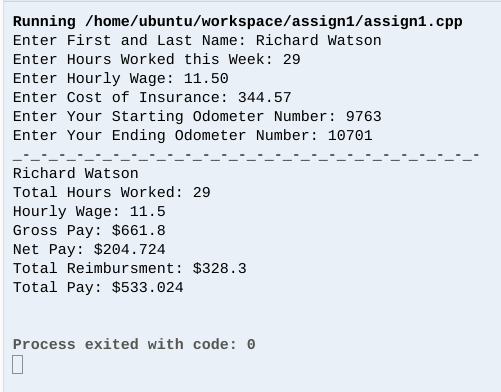 Running /home/ubuntu/workspace/assign1/assign1.cpp
Enter First and Last Name: Richard Watson
Enter Hours Worked this Week: 29
Enter Hourly Wage: 11.50
Enter Cost of Insurance: 344.57
Enter Your Starting Odometer Number: 9763
Enter Your Ending Odometer Number: 10701
_-_-_-_-_-_-_-_-_-_-_-_-_-_-_-_-_-_-_-_-_-_-_-_-_-_-
Richard Watson
Total Hours Worked: 29
Hourly Wage: 11.5
Gross Pay: $661.8
Net Pay: $204.724
Total Reimbursment: $328.3
Total Pay: $533.024
Process exited with code: 0